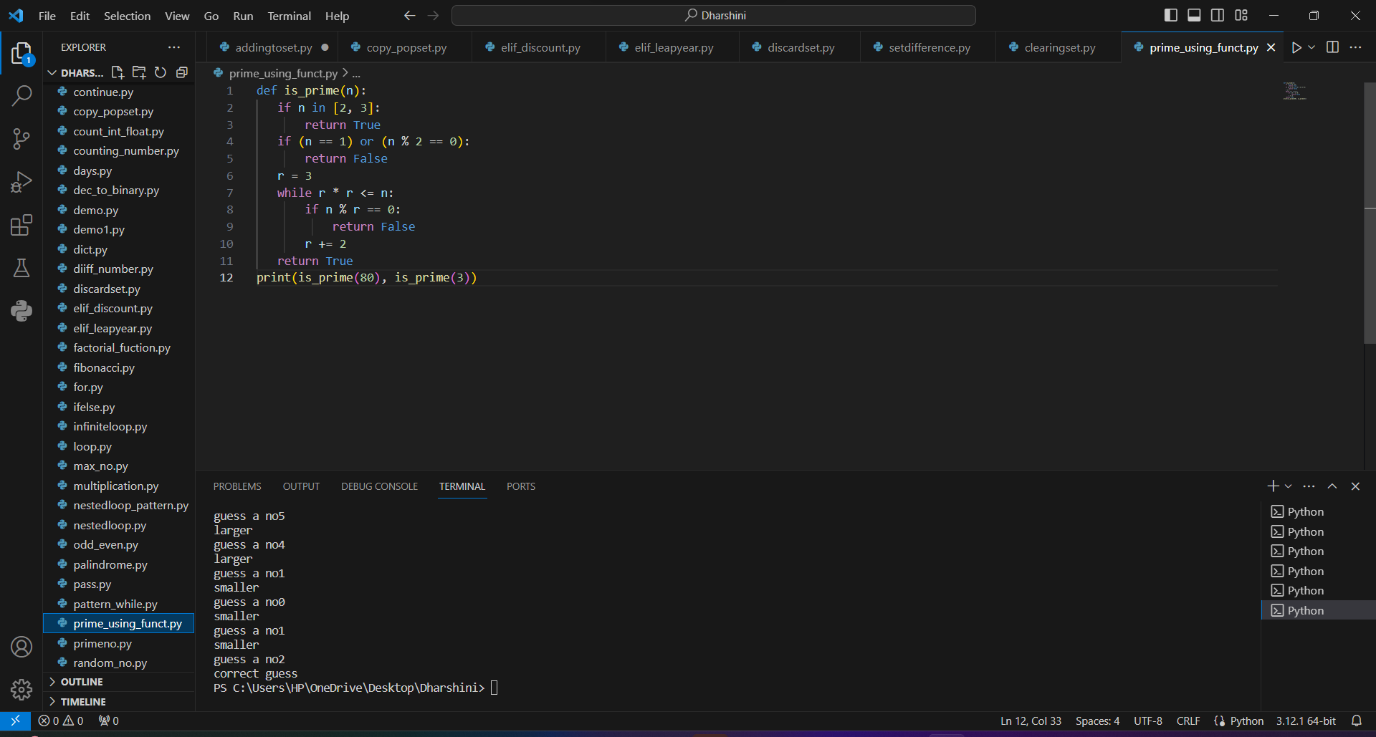 File Edit Selection View Go Run Terminal Help
Dharshini
EXPLORER
addingtoset.py
copy_popset.py
elif_discount.py
elif_leapyear.py
discardset.py
setdifference.py
clearingset.py
prime_using_funct.py
1
DHARS...
continue.py
copy_popset.py
count_int_float.py
counting_number.py
days.py
dec_to_binary.py
demo.py
demo1.py
dict.py
diiff_number.py
discardset.py
elif_discount.py
elif_leapyear.py
factorial_fuction.py
fibonacci.py
for.py
ifelse.py
infiniteloop.py
loop.py
max_no.py
multiplication.py
nestedloop_pattern.py
nestedloop.py
odd_even.py
palindrome.py
pass.py
pattern_while.py
prime_using_funct.py
primeno.py
random_no.py
OUTLINE
TIMELINE
prime_using_funct.py > ...
1 def is_prime(n):
2 if n in [2, 3]:
3 return True
4 if (n == 1) or (n % 2 == 0):
5 return False
6 r = 3
7 while r * r <= n:
8 if n % r == 0:
9 return False
10 r += 2
11 return True
12 print(is_prime(80), is_prime(3))
PROBLEMS OUTPUT DEBUG CONSOLE TERMINAL PORTS
guess a no5
larger
guess a no4
larger
guess a no1
smaller
guess a no0
smaller
guess a no1
smaller
guess a no2
correct guess
PS C:\Users\HP\OneDrive\Desktop\Dharshini>
Python
Python
Python
Python
Python
Python
0 0 0
Ln 12, Col 33 Spaces: 4 UTF-8 CRLF Python 3.12.1 64-bit